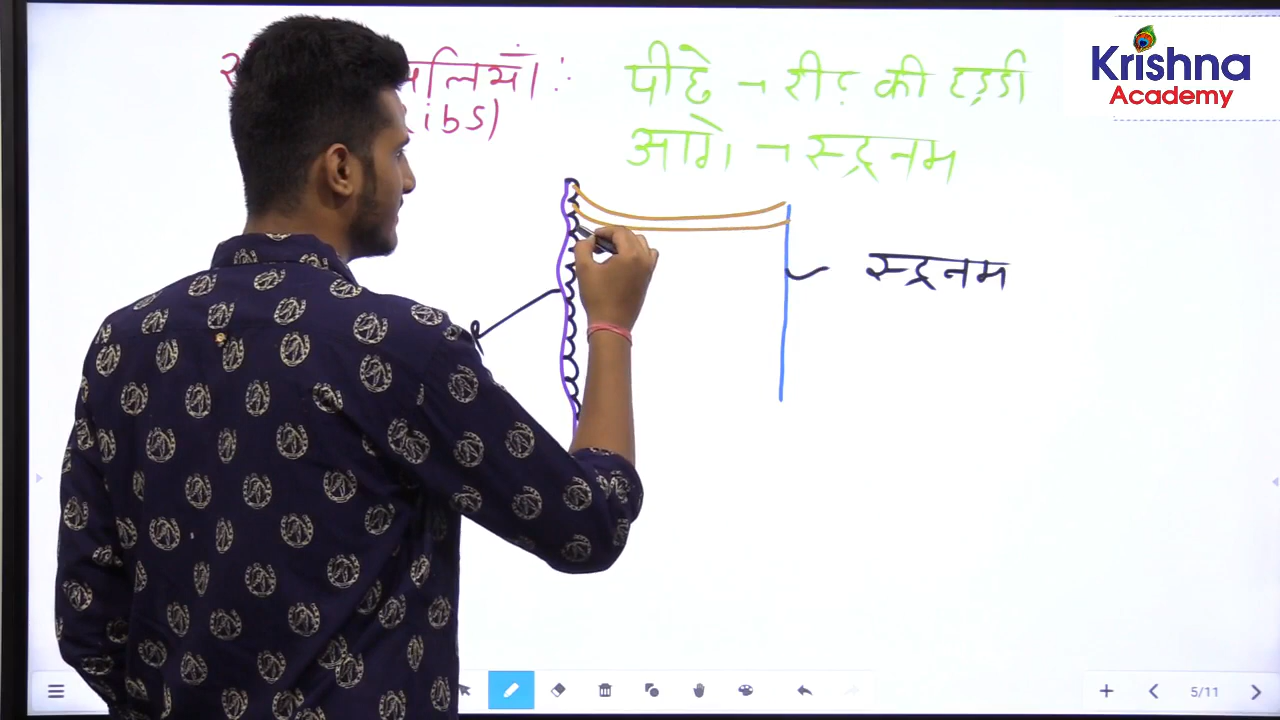 पीछे → रीढ़ की हड्डी
ibs)
आगे → स्ट्रनम
स्ट्रनम
Krishna
Academy
5/11